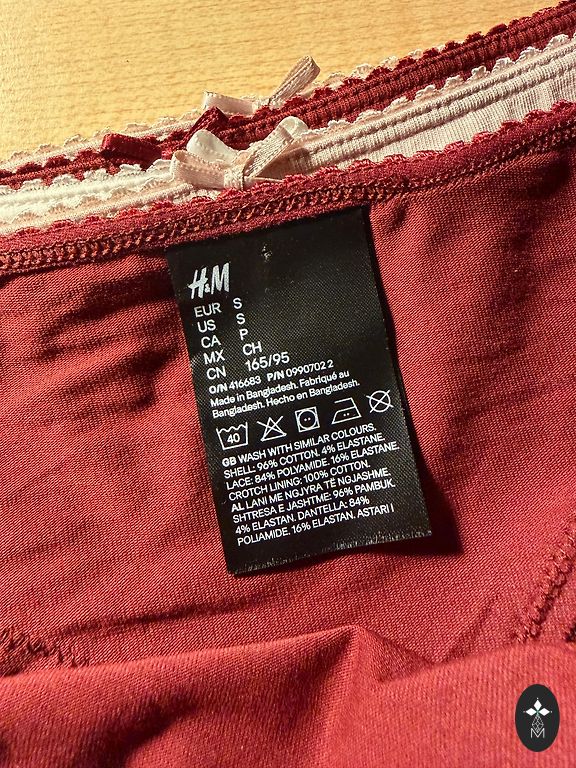 H&M
EUR S
US S
CA P
MX CH
CN 165/95
O/N 416683 P/N 0990702 2
Made in Bangladesh. Fabriqué au
Bangladesh. Hecho en Bangladesh.
40
GB WASH WITH SIMILAR COLOURS.
SHELL: 96% COTTON. 4% ELASTANE.
LACE: 84% POLYAMIDE. 16% ELASTANE.
CROTCH LINING: 100% COTTON.
AL LANI ME NGJYRA TË NGJASHME.
SHTRESA E JASHTME: 96% PAMBUK.
4% ELASTAN. DANTELLA: 84%
POLIAMIDE. 16% ELASTAN. ASTARI I
M